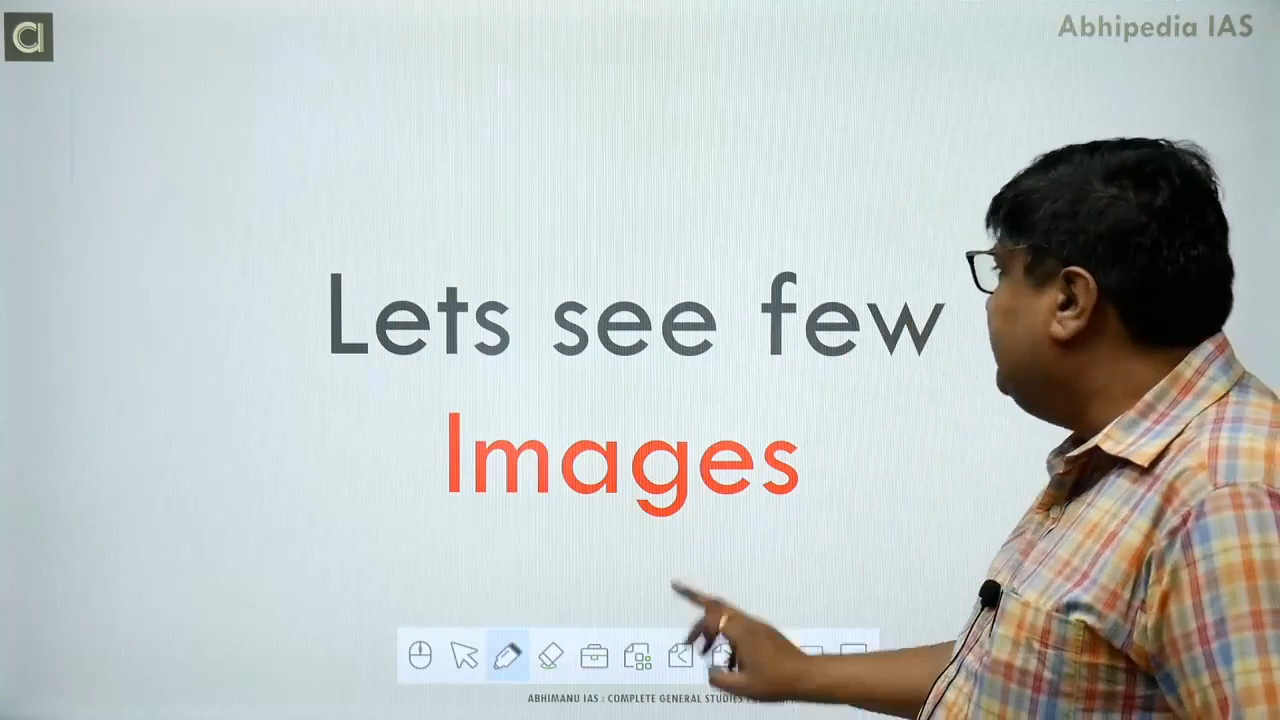 Abhipedia IAS
Lets see few
Images
ABHIMANU IAS : COMPLETE GENERAL STUDIES